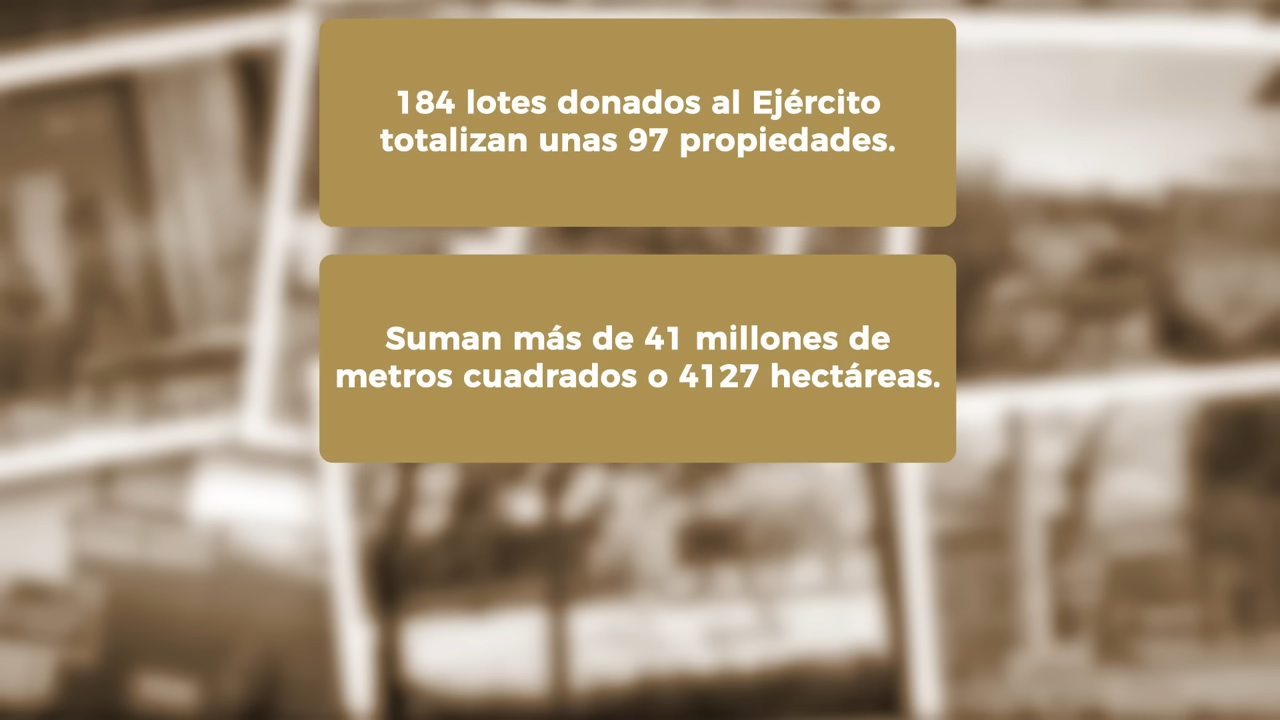 184 lotes donados al Ejército
totalizan unas 97 propiedades.
Suman más de 41 millones de
metros cuadrados o 4127 hectáreas.